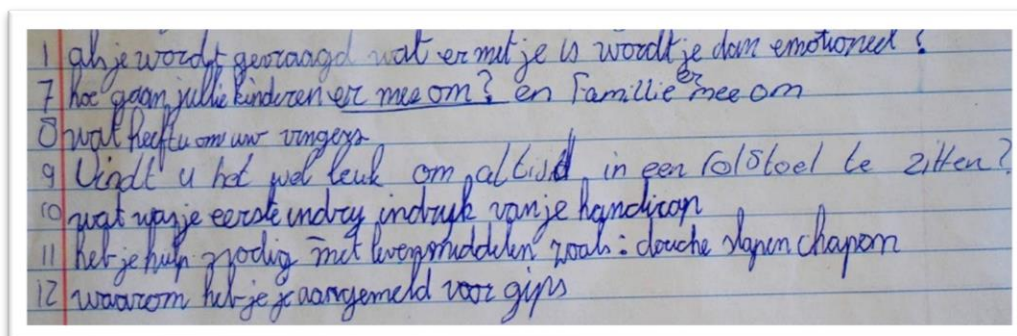 1 als je wordt gevraagd wat er met je is wordt je dan emotioneel?
7 hoe gaan jullie kinderen er mee om? en Famillie er mee om
8 wat heeft u om uw vingers
9 Vindt u het wel leuk om altijd in een rolstoel te zitten?
10 wat was je eerste indruk van je handicap
11 heb je hulp nodig met levensmiddelen zoals: douche slapen
12 waarom heb je je aangemeld voor gips